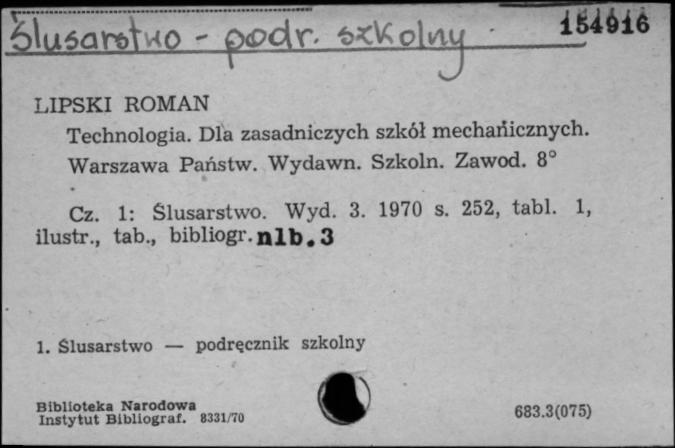 Ślusarstwo - podr. szkolny 154916
LIPSKI ROMAN
Technologia. Dla zasadniczych szkół mechanicznych.
Warszawa Państw. Wydawn. Szkoln. Zawod. 8°
Cz. 1: Ślusarstwo. Wyd. 3. 1970 s. 252, tabl. 1,
ilustr., tab., bibliogr. nlb. 3
1. Ślusarstwo — podręcznik szkolny
Biblioteka Narodowa
Instytut Bibliograf. 8331/70
683.3(075)